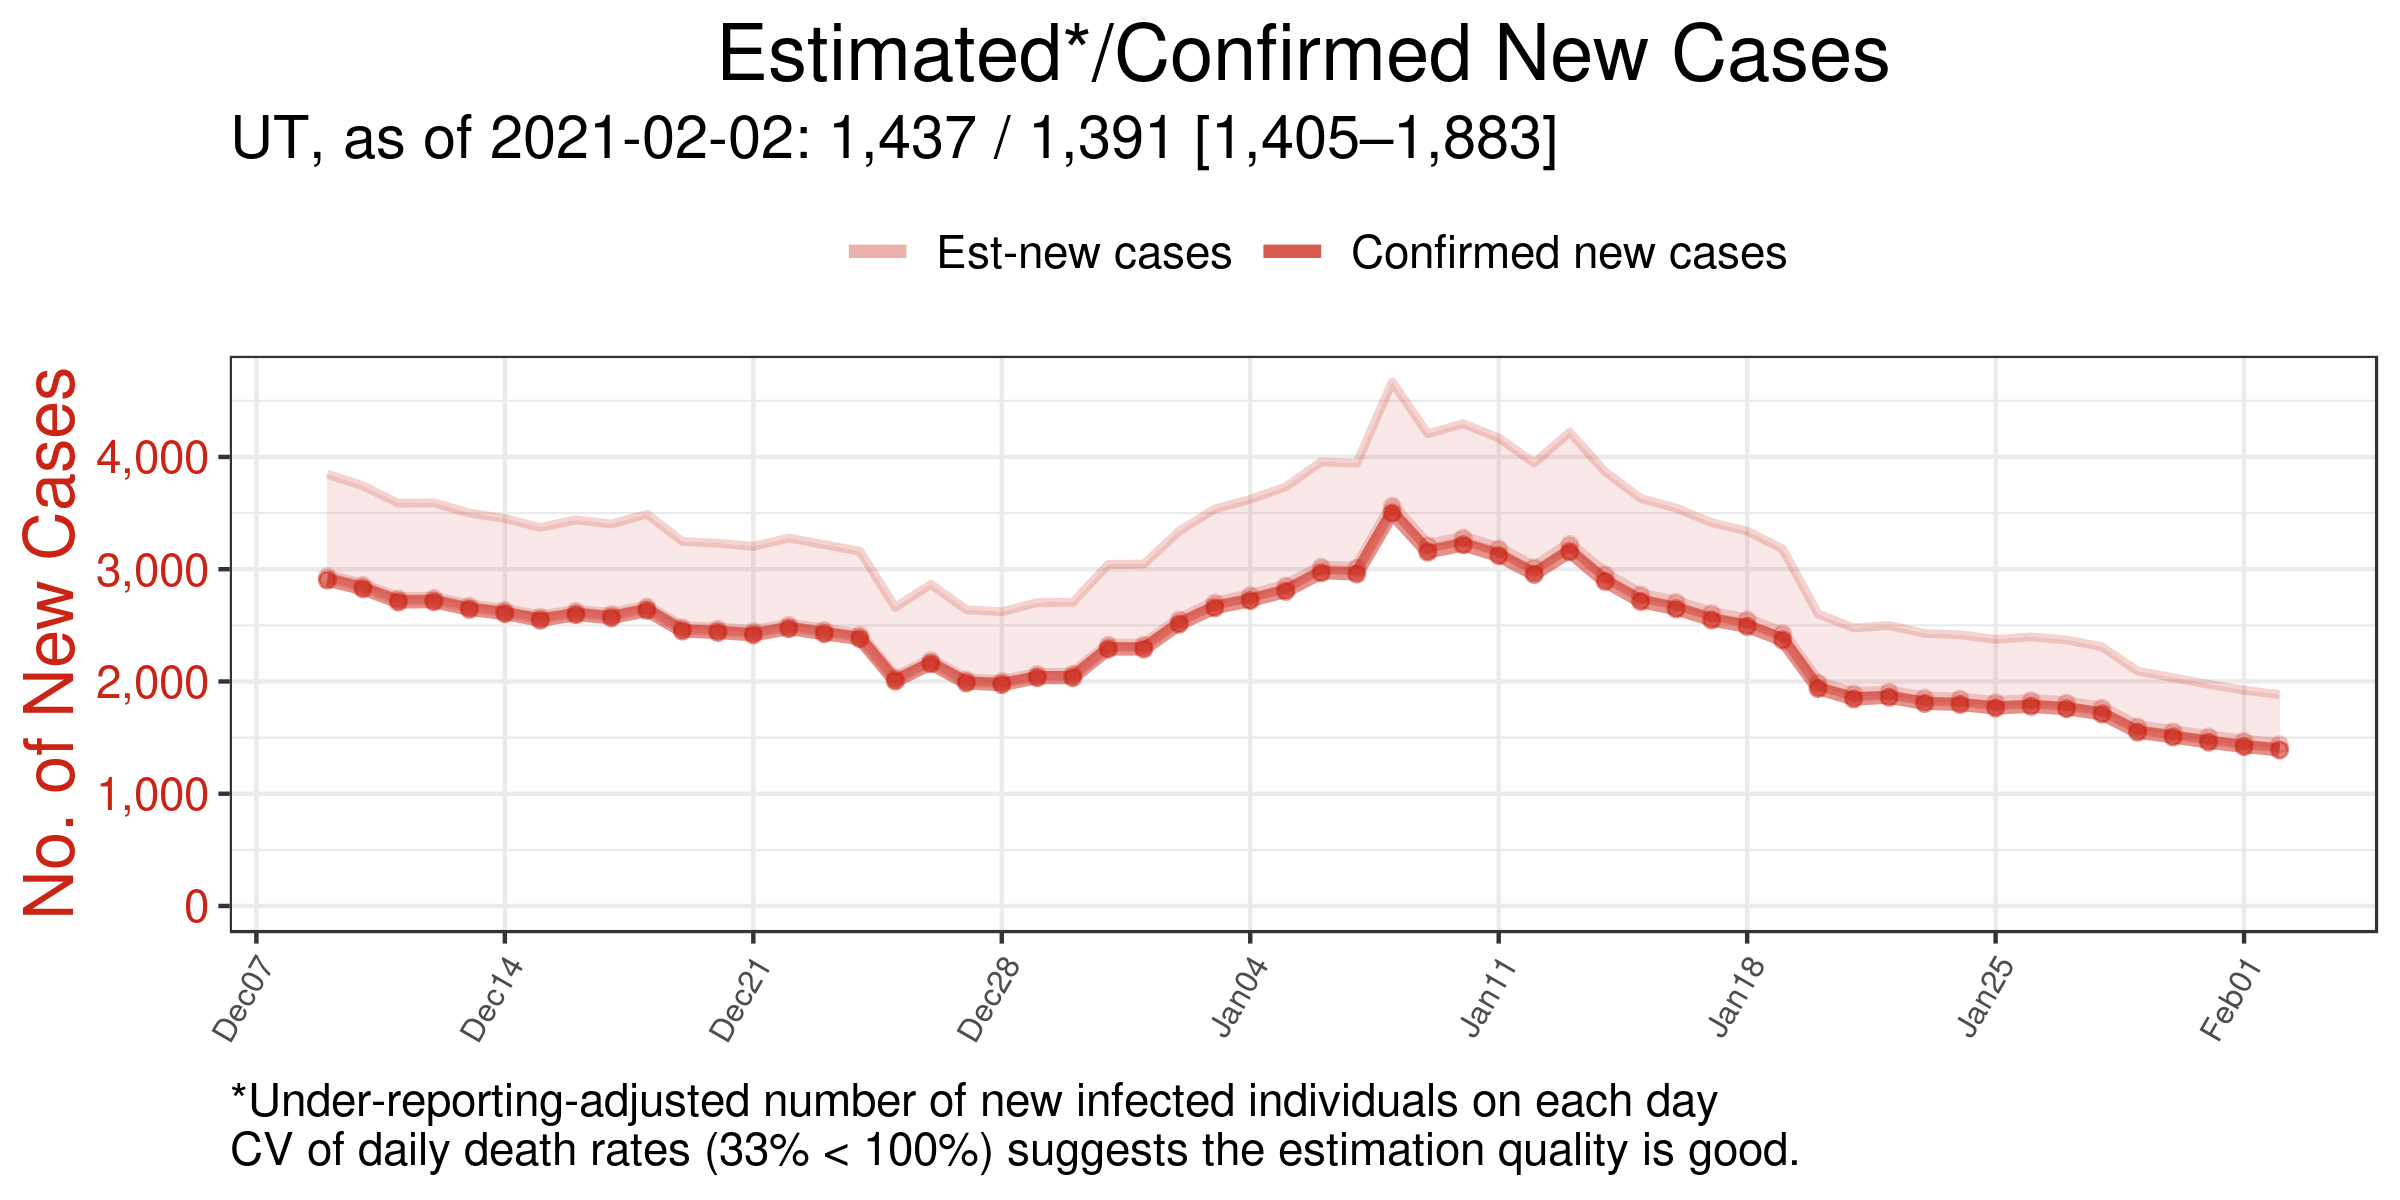 Estimated*/Confirmed New Cases
UT, as of 2021-02-02: 1,437 / 1,391 [1,405–1,883]
Est-new cases
Confirmed new cases
No. of New Cases
4,000
3,000
2,000
1,000
0
Dec07
Dec14
Dec21
Dec28
Jan04
Jan11
Jan18
Jan25
Feb01
*Under-reporting-adjusted number of new infected individuals on each day
CV of daily death rates (33% < 100%) suggests the estimation quality is good.